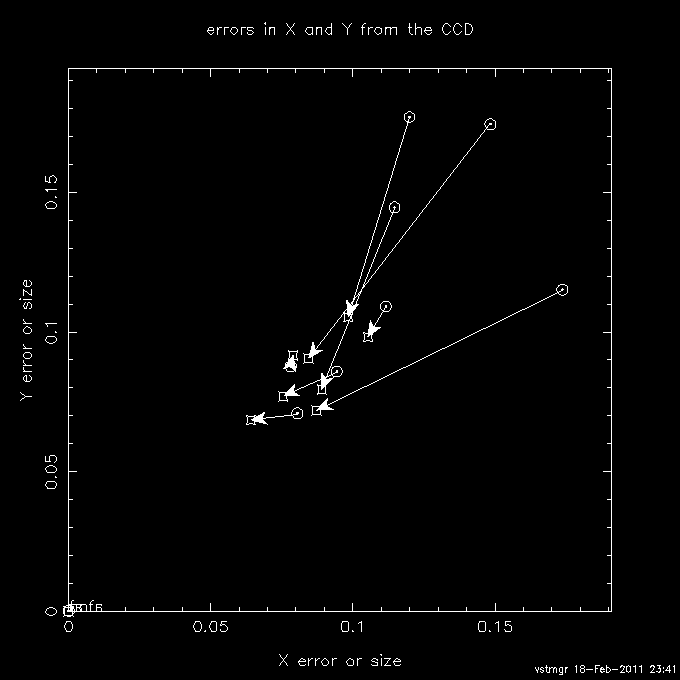 errors in X and Y from the CCD
Y error or size
0.15
0.1
0.05
0
0
0.05
0.1
0.15
X error or size
vstmgr 18-Feb-2011 23:41